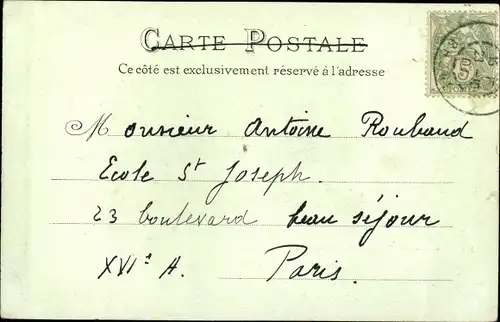 CARTE POSTALE
Ce côté est exclusivement réservé à l'adresse
Monsieur Antoine Roubaud
Ecole St Joseph.
23 boulevard beau séjour
XVIe A. Paris.
5